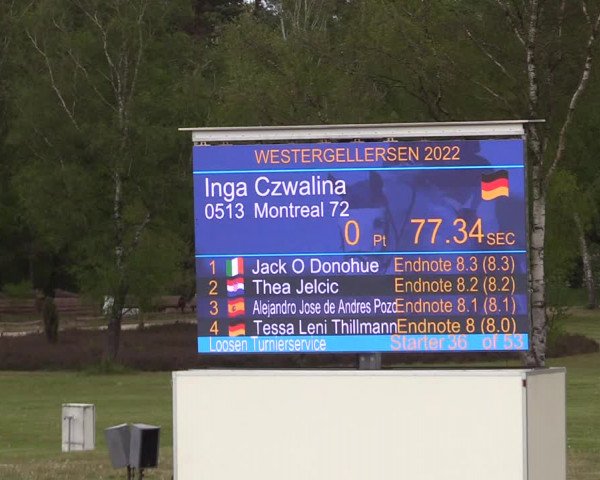 WESTERGELLERSEN 2022
Inga Czwalina
0513 Montreal 72
0 Pt 77.34 SEC
1 Jack O Donohue Endnote 8.3 (8.3)
2 Thea Jelcic Endnote 8.2 (8.2)
3 Alejandro Jose de Andres Pozo Endnote 8.1 (8.1)
4 Tessa Leni Thillmann Endnote 8 (8.0)
Loosen Turnierservice Starter 36 of 53